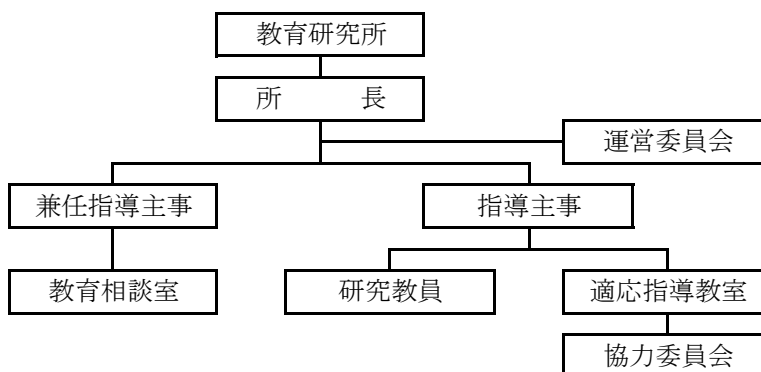 教育研究所
所　　　長
運営委員会
兼任指導主事
指導主事
教育相談室
研究教員
適応指導教室
協力委員会